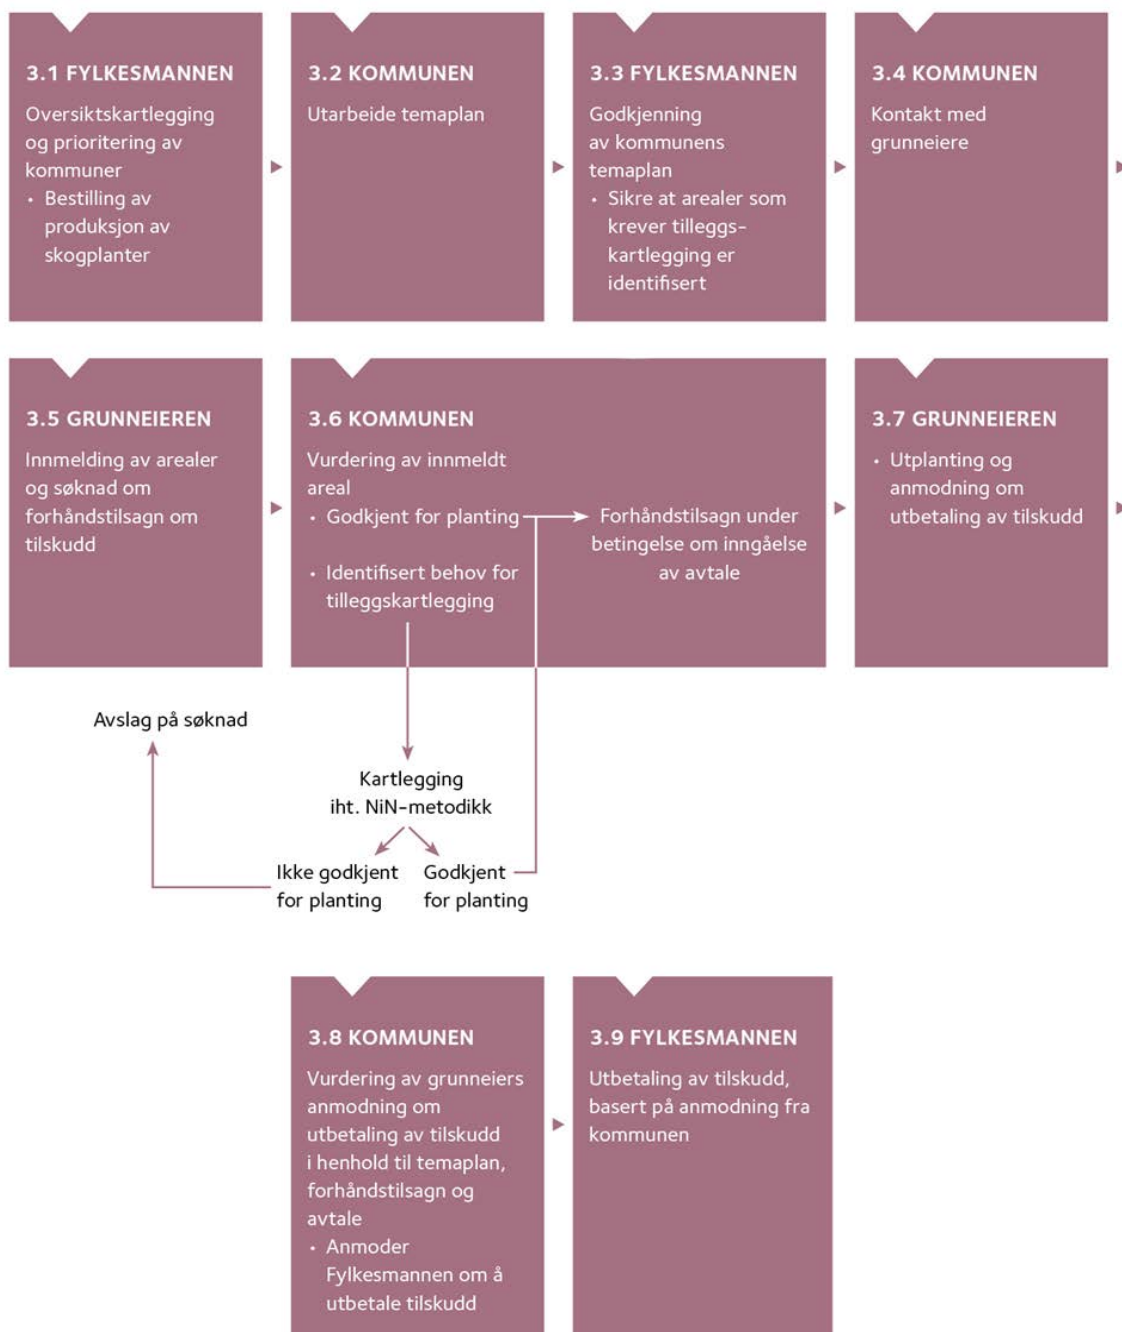 3.1 FYLKESMANNEN
Oversiktskartlegging
og prioritering av
kommuner
• Bestilling av
produksjon av
skogplanter
3.2 KOMMUNEN
Utarbeide temaplan
3.3 FYLKESMANNEN
Godkjenning
av kommunens
temaplan
• Sikre at arealer som
krever tilleggs-
kartlegging er
identifisert
3.4 KOMMUNEN
Kontakt med
grunneiere
3.5 GRUNNEIEREN
Innmelding av arealer
og søknad om
forhåndstilsagn om
tilskudd
3.6 KOMMUNEN
Vurdering av innmeldt
areal
• Godkjent for planting
• Identifisert behov for
tilleggskartlegging
Forhåndstilsagn under
betingelse om inngåelse
av avtale
3.7 GRUNNEIEREN
• Utplanting og
anmodning om
utbetaling av tilskudd
Avslag på søknad
Kartlegging
iht. NiN-metodikk
Ikke godkjent
for planting
Godkjent
for planting
3.8 KOMMUNEN
Vurdering av grunneiers
anmodning om
utbetaling av tilskudd
i henhold til temaplan,
forhåndstilsagn og
avtale
• Anmoder
Fylkesmannen om å
utbetale tilskudd
3.9 FYLKESMANNEN
Utbetaling av tilskudd,
basert på anmodning fra
kommunen